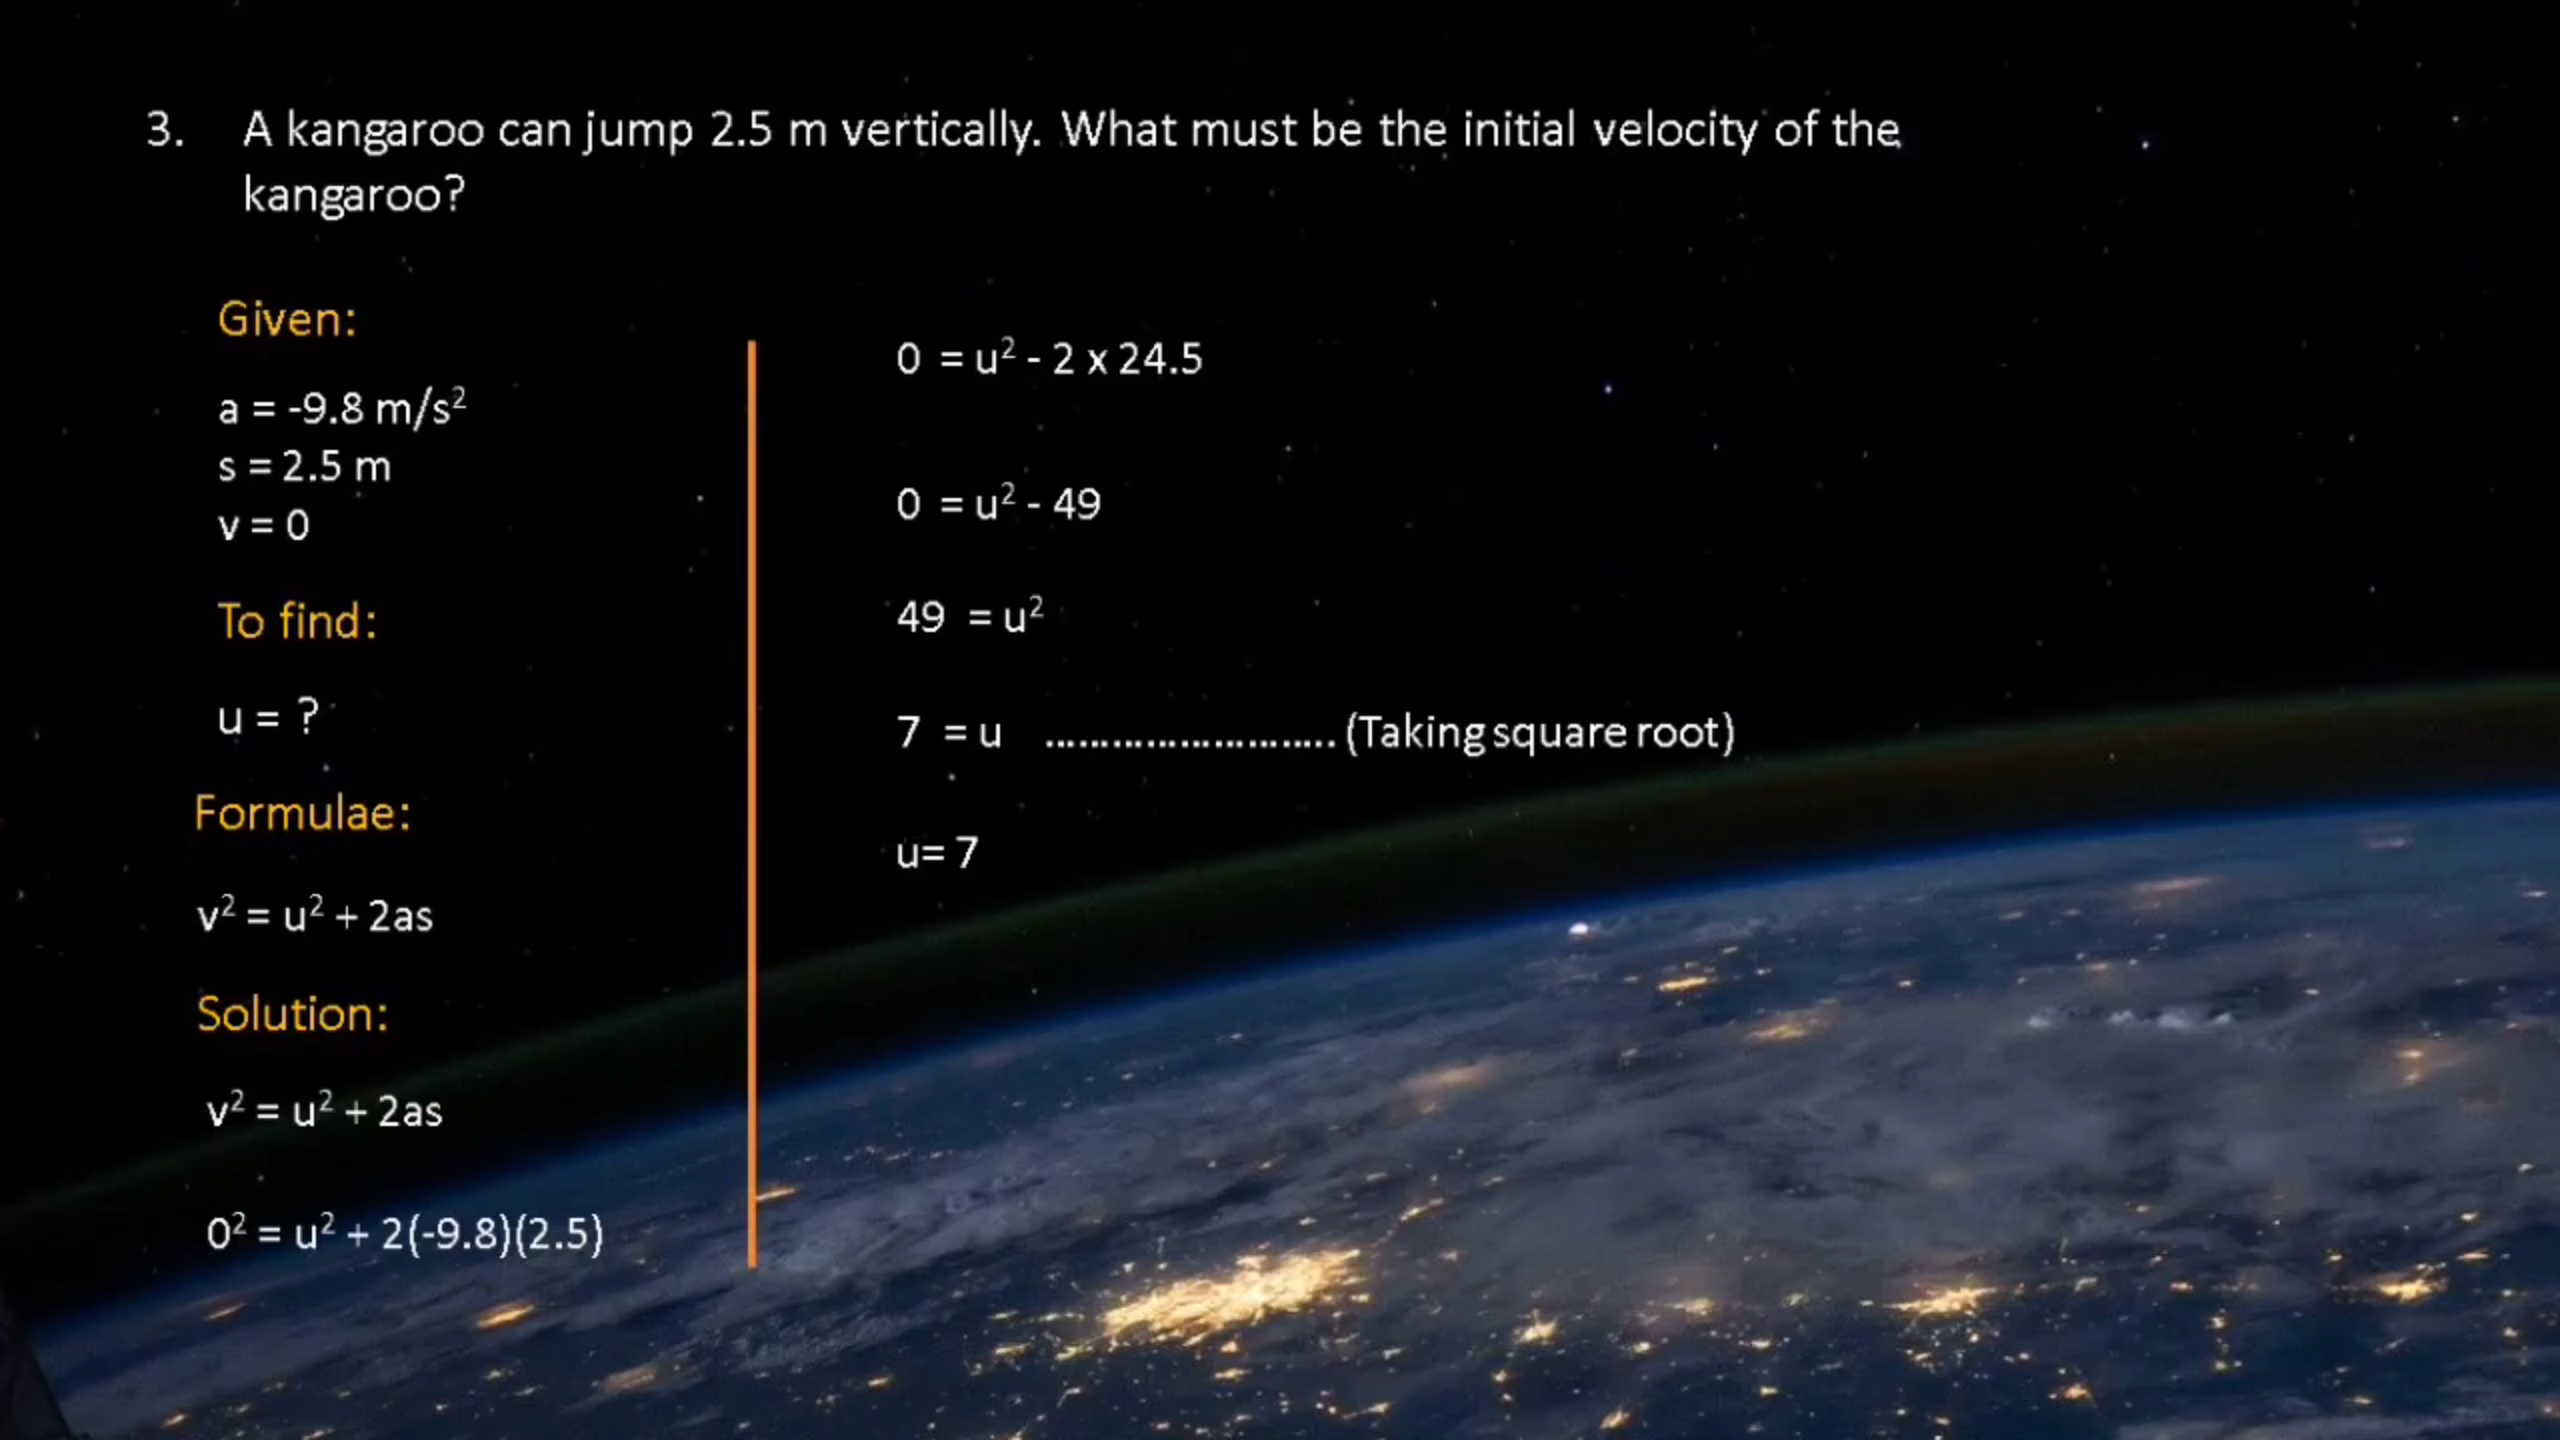 3. A kangaroo can jump 2.5 m vertically. What must be the initial velocity of the
kangaroo?
Given:
a = -9.8 m/s²
s = 2.5 m
v = 0
To find:
u = ?
Formulae:
v² = u² + 2as
Solution:
v² = u² + 2as
0² = u² + 2(-9.8)(2.5)
0 = u² - 2 x 24.5
0 = u² - 49
49 = u²
7 = u .......................... (Taking square root)
u= 7